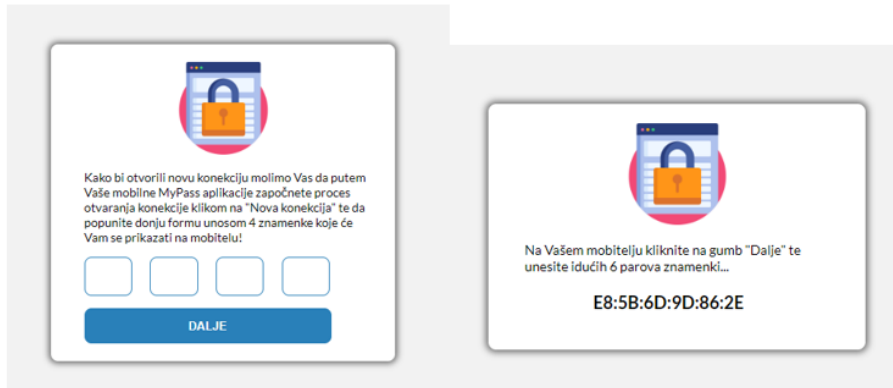 Kako bi otvorili novu konekciju molimo Vas da putem
Vaše mobilne MyPass aplikacije započnete proces
otvaranja konekcije klikom na "Nova konekcija" te da
popunite donju formu unosom 4 znamenke koje će
Vam se prikazati na mobitelu!
DALJE
Na Vašem mobitelju kliknite na gumb "Dalje" te
unesite idućih 6 parova znamenki...
E8:5B:6D:9D:86:2E